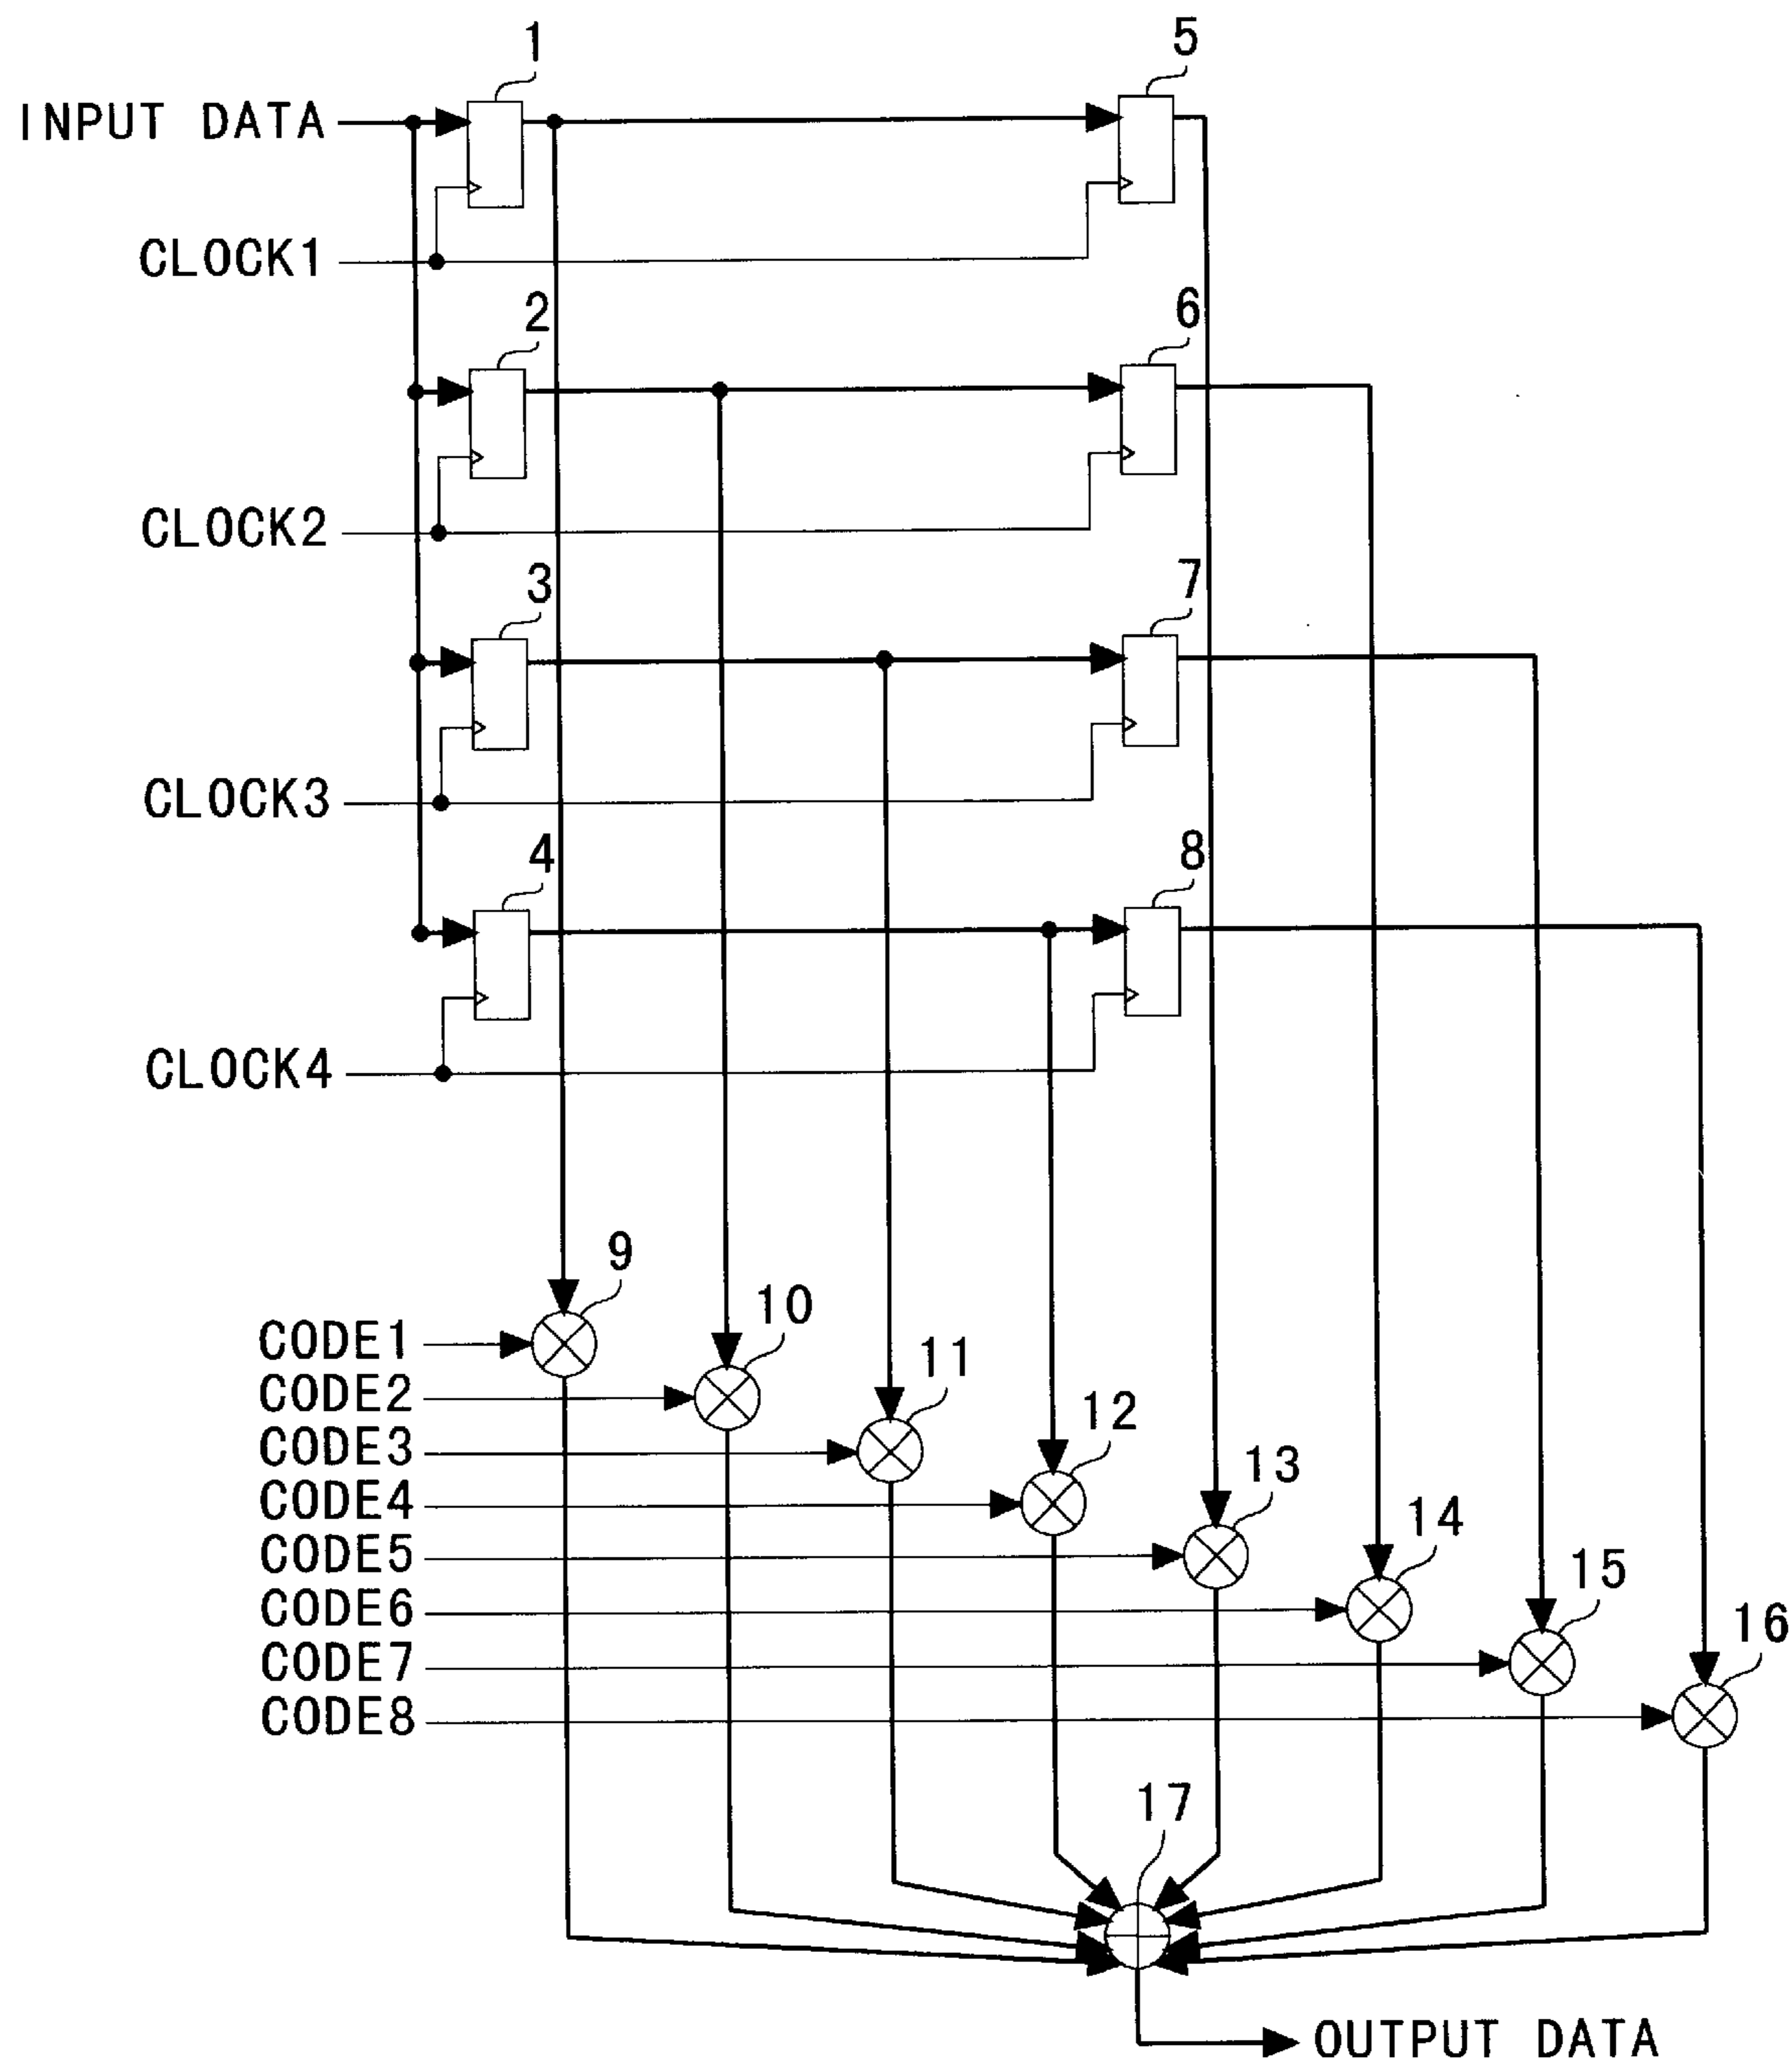 1
5
INPUT DATA
CLOCK1
2
6
CLOCK2
3
7
CLOCK3
4
8
CLOCK4
9
10
CODE1
11
CODE2
12
CODE3
13
CODE4
14
CODE5
15
CODE6
16
CODE7
CODE8
17
OUTPUT DATA